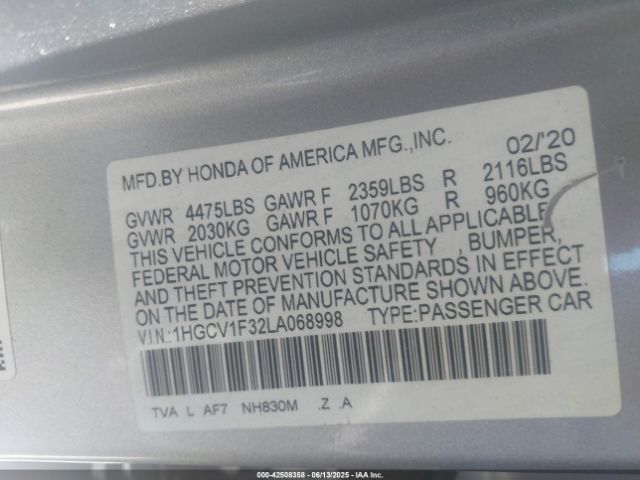 MFD.BY HONDA OF AMERICA MFG.,INC. 02/'20
GVWR 4475LBS GAWR F 2359LBS R 2116LBS
GVWR 2030KG GAWR F 1070KG R 960KG
THIS VEHICLE CONFORMS TO ALL APPLICABLE
FEDERAL MOTOR VEHICLE SAFETY , BUMPER,
AND THEFT PREVENTION STANDARDS IN EFFECT
ON THE DATE OF MANUFACTURE SHOWN ABOVE.
V.I.N.:1HGCV1F32LA068998 TYPE:PASSENGER CAR
TVA L AF7 NH830M .Z .A
000-42508358 - 06/13/2025 - IAA Inc.